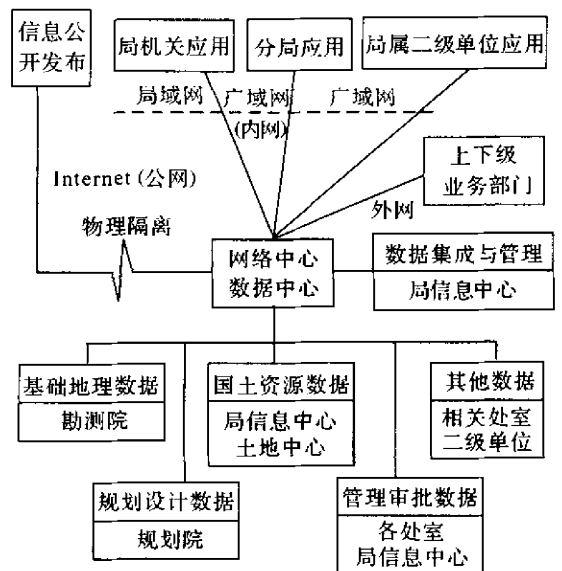 信息公
开发布
局机关应用
分局应用
局属二级单位应用
局域网
广域网
广域网
(内网)
上下级
业务部门
Internet (公网)
外网
物理隔离
网络中心
数据中心
数据集成与管理
局信息中心
基础地理数据
勘测院
国土资源数据
局信息中心
土地中心
其他数据
相关处室
二级单位
规划设计数据
规划院
管理审批数据
各处室
局信息中心